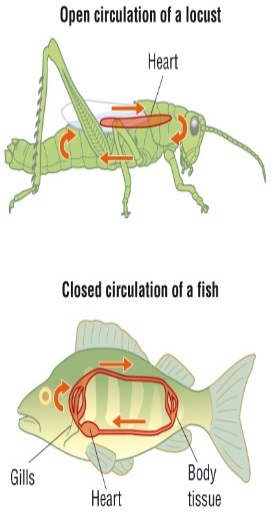 Open circulation of a locust
Heart
Closed circulation of a fish
Gills
Heart
Body
tissue